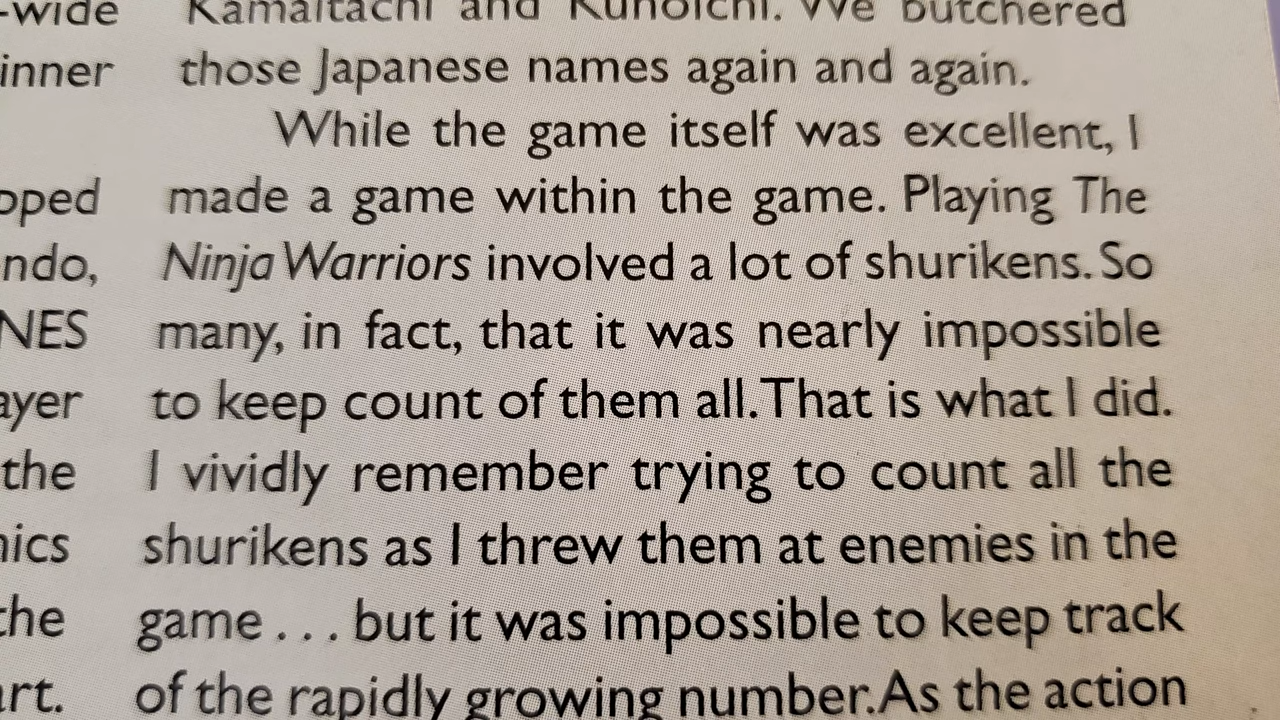 -wide
inner
pped
ndo,
NES
ayer
the
nics
the
art.
Kamaitachi and Kunoichi. We butchered
those Japanese names again and again.
While the game itself was excellent, I
made a game within the game. Playing The
Ninja Warriors involved a lot of shurikens. So
many, in fact, that it was nearly impossible
to keep count of them all. That is what I did.
I vividly remember trying to count all the
shurikens as I threw them at enemies in the
game . . . but it was impossible to keep track
of the rapidly growing number. As the action